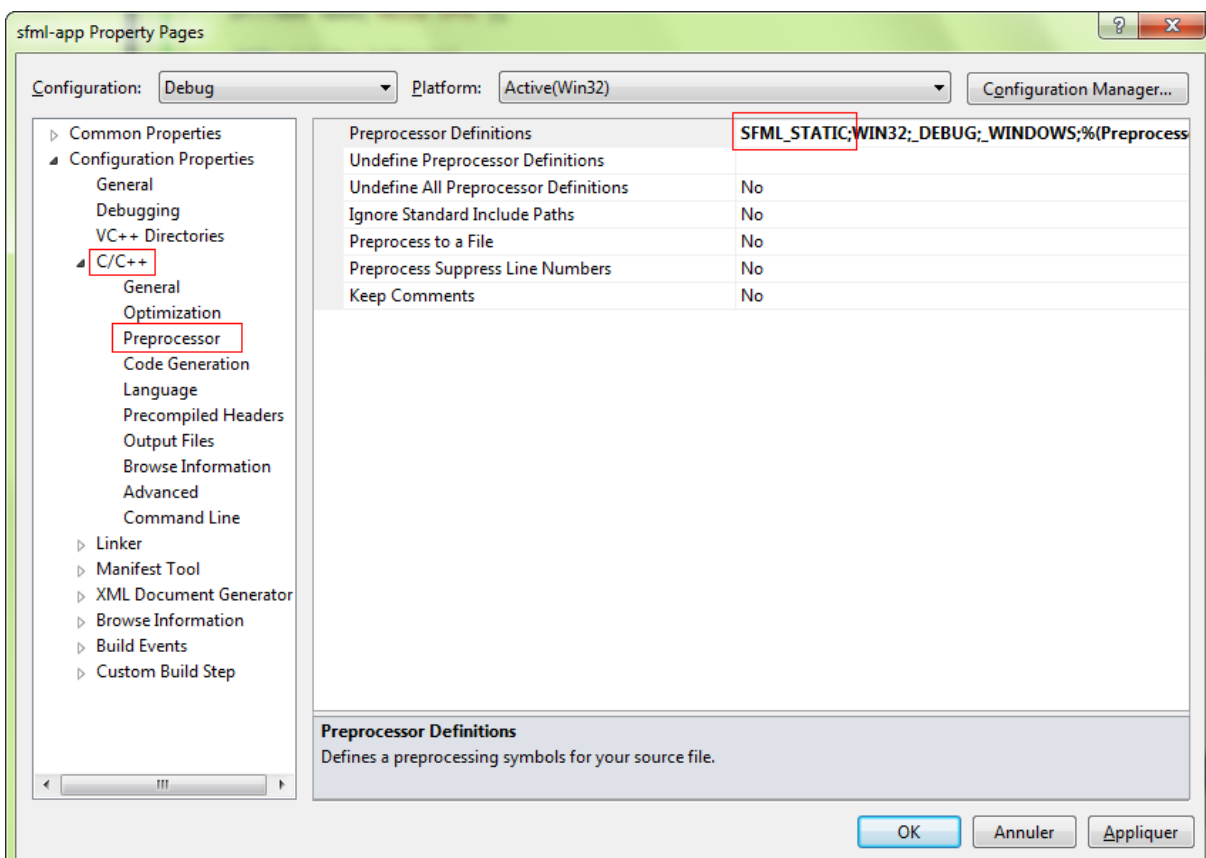 sfml-app Property Pages
Configuration: Debug Platform: Active(Win32) Configuration Manager...
Common Properties
Configuration Properties
General
Debugging
VC++ Directories
C/C++
General
Optimization
Preprocessor
Code Generation
Language
Precompiled Headers
Output Files
Browse Information
Advanced
Command Line
Linker
Manifest Tool
XML Document Generator
Browse Information
Build Events
Custom Build Step
Preprocessor Definitions SFML_STATIC;WIN32;_DEBUG;_WINDOWS;%(Preprocess
Undefine Preprocessor Definitions
Undefine All Preprocessor Definitions No
Ignore Standard Include Paths No
Preprocess to a File No
Preprocess Suppress Line Numbers No
Keep Comments No
Preprocessor Definitions
Defines a preprocessing symbols for your source file.
OK Annuler Appliquer